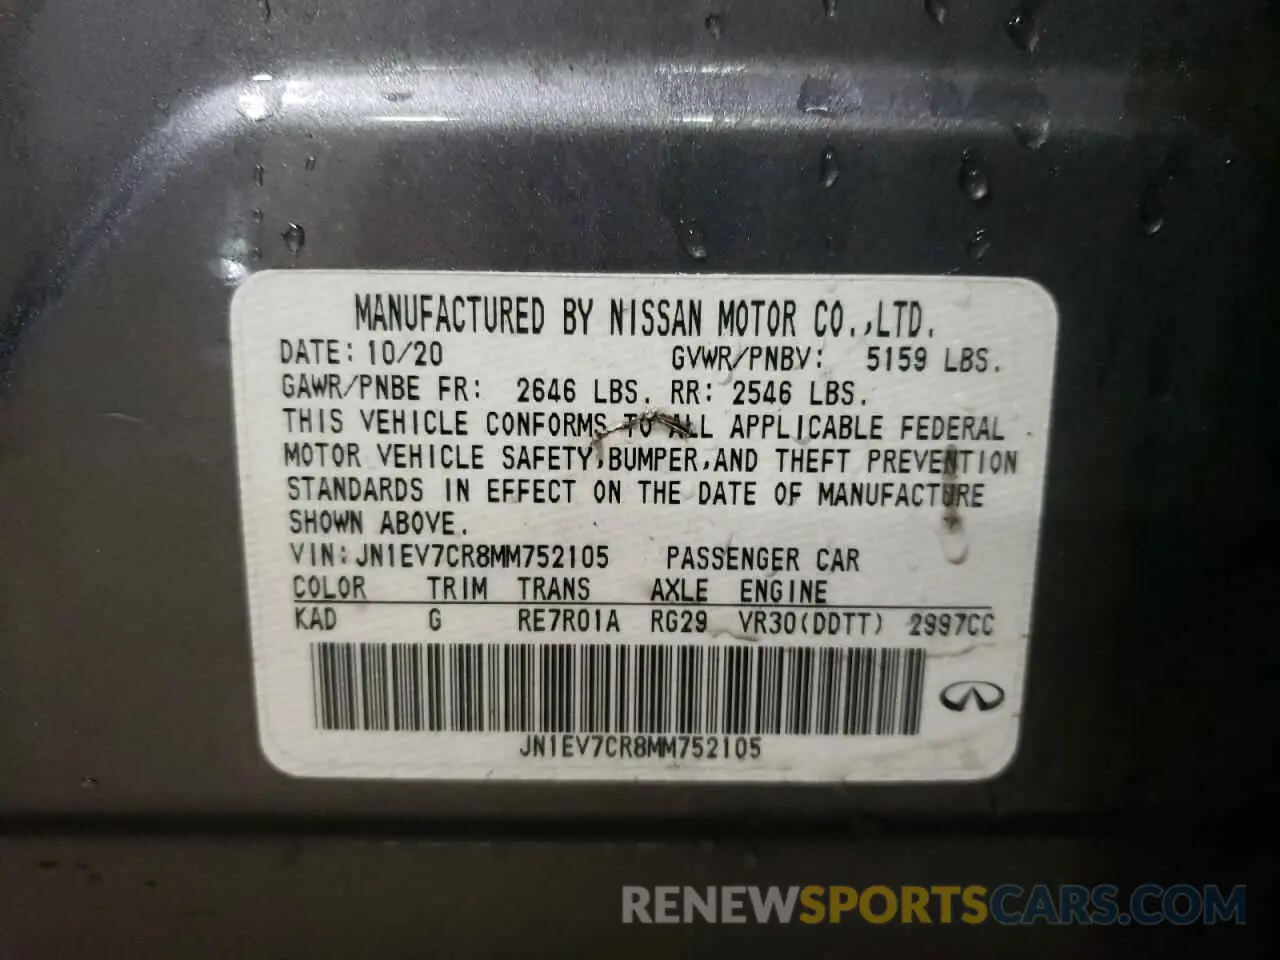 MANUFACTURED BY NISSAN MOTOR CO.,LTD.
DATE: 10/20 GVWR/PNBV: 5159 LBS.
GAWR/PNBE FR: 2646 LBS. RR: 2546 LBS.
THIS VEHICLE CONFORMS TO ALL APPLICABLE FEDERAL
MOTOR VEHICLE SAFETY,BUMPER,AND THEFT PREVENTION
STANDARDS IN EFFECT ON THE DATE OF MANUFACTURE
SHOWN ABOVE.
VIN:JN1EV7CR8MM752105 PASSENGER CAR
COLOR TRIM TRANS AXLE ENGINE
KAD G RE7R01A RG29 VR30(DDTT) 2997CC
JN1EV7CR8MM752105
RENEWSPORTSCARS.COM